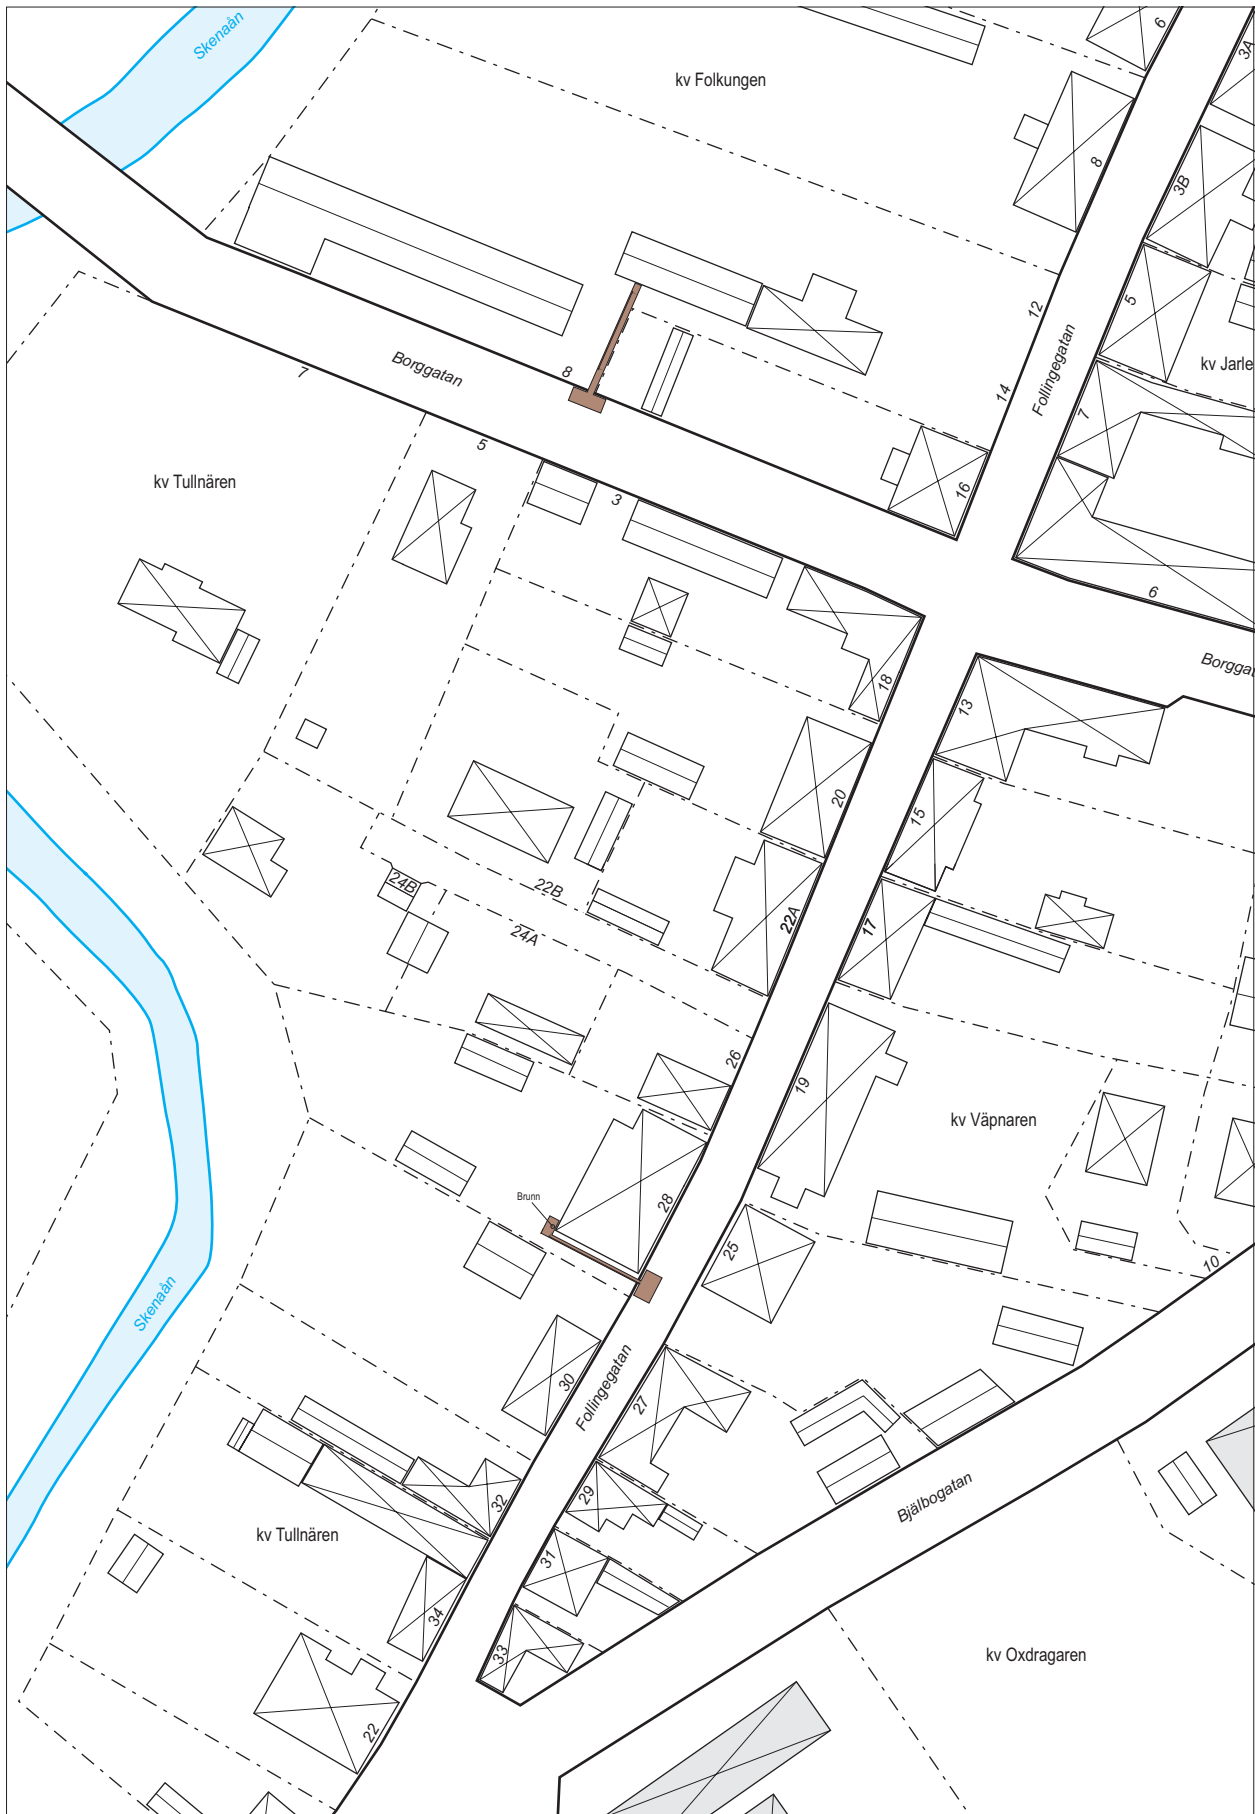 Skenaån
6
3A
kv Folkungen
8
3B
12
5
Follingegatan
kv Jarle
Borggatan
7
8
14
7
5
kv Tullnären
3
16
6
Borggat
18
13
20
15
24B
22B
22A
17
24A
26
19
kv Väpnaren
Brunn
28
25
10
Skenaån
30
Follingegatan
27
32
29
Bjälbogatan
kv Tullnären
31
34
33
kv Oxdragaren
22